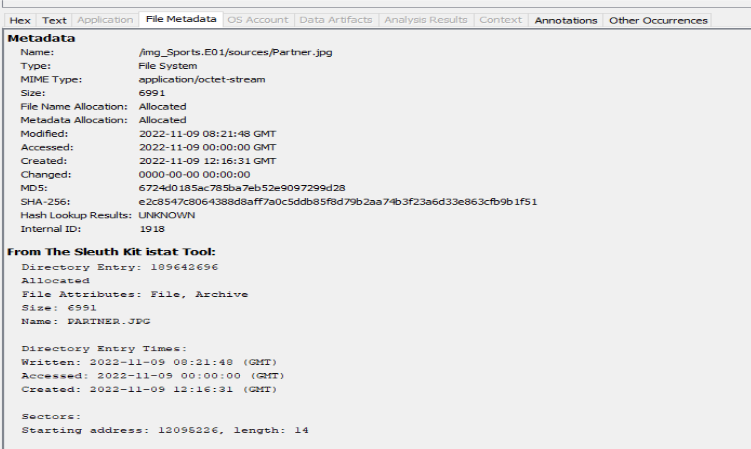 Hex Text Application File Metadata OS Account Data Artifacts Analysis Results Context Annotations Other Occurrences
Metadata
Name: /img_Sports.E01/sources/Partner.jpg
Type: File System
MIME Type: application/octet-stream
Size: 6991
File Name Allocation: Allocated
Metadata Allocation: Allocated
Modified: 2022-11-09 08:21:48 GMT
Accessed: 2022-11-09 00:00:00 GMT
Created: 2022-11-09 12:16:31 GMT
Changed: 0000-00-00 00:00:00
MD5: 6724d0185ac785ba7eb52e9097299d28
SHA-256: e2c8547c8064388d8aff7a0c5ddb85f8d79b2aa74b3f23a6d33e863cfb9b1f51
Hash Lookup Results: UNKNOWN
Internal ID: 1918
From The Sleuth Kit istat Tool:
Directory Entry: 189642696
Allocated
File Attributes: File, Archive
Size: 6991
Name: PARTNER.JPG
Directory Entry Times:
Written: 2022-11-09 08:21:48 (GMT)
Accessed: 2022-11-09 00:00:00 (GMT)
Created: 2022-11-09 12:16:31 (GMT)
Sectors:
Starting address: 12095226, length: 14